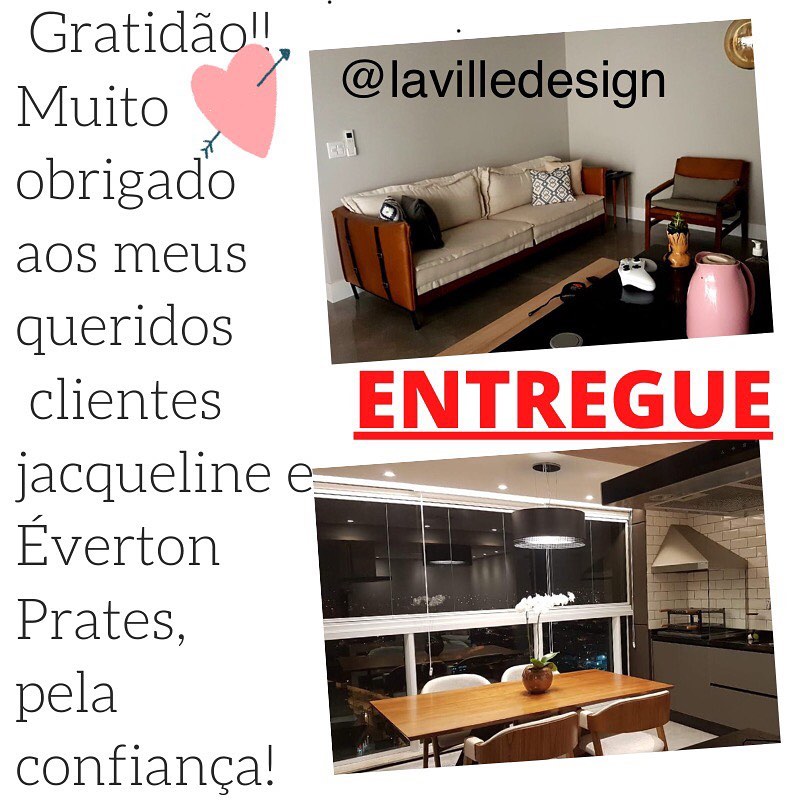 Gratidão!!
Muito
obrigado
aos meus
queridos
clientes
jacqueline e
Éverton
Prates,
pela
confiança!
@lavilledesign
ENTREGUE